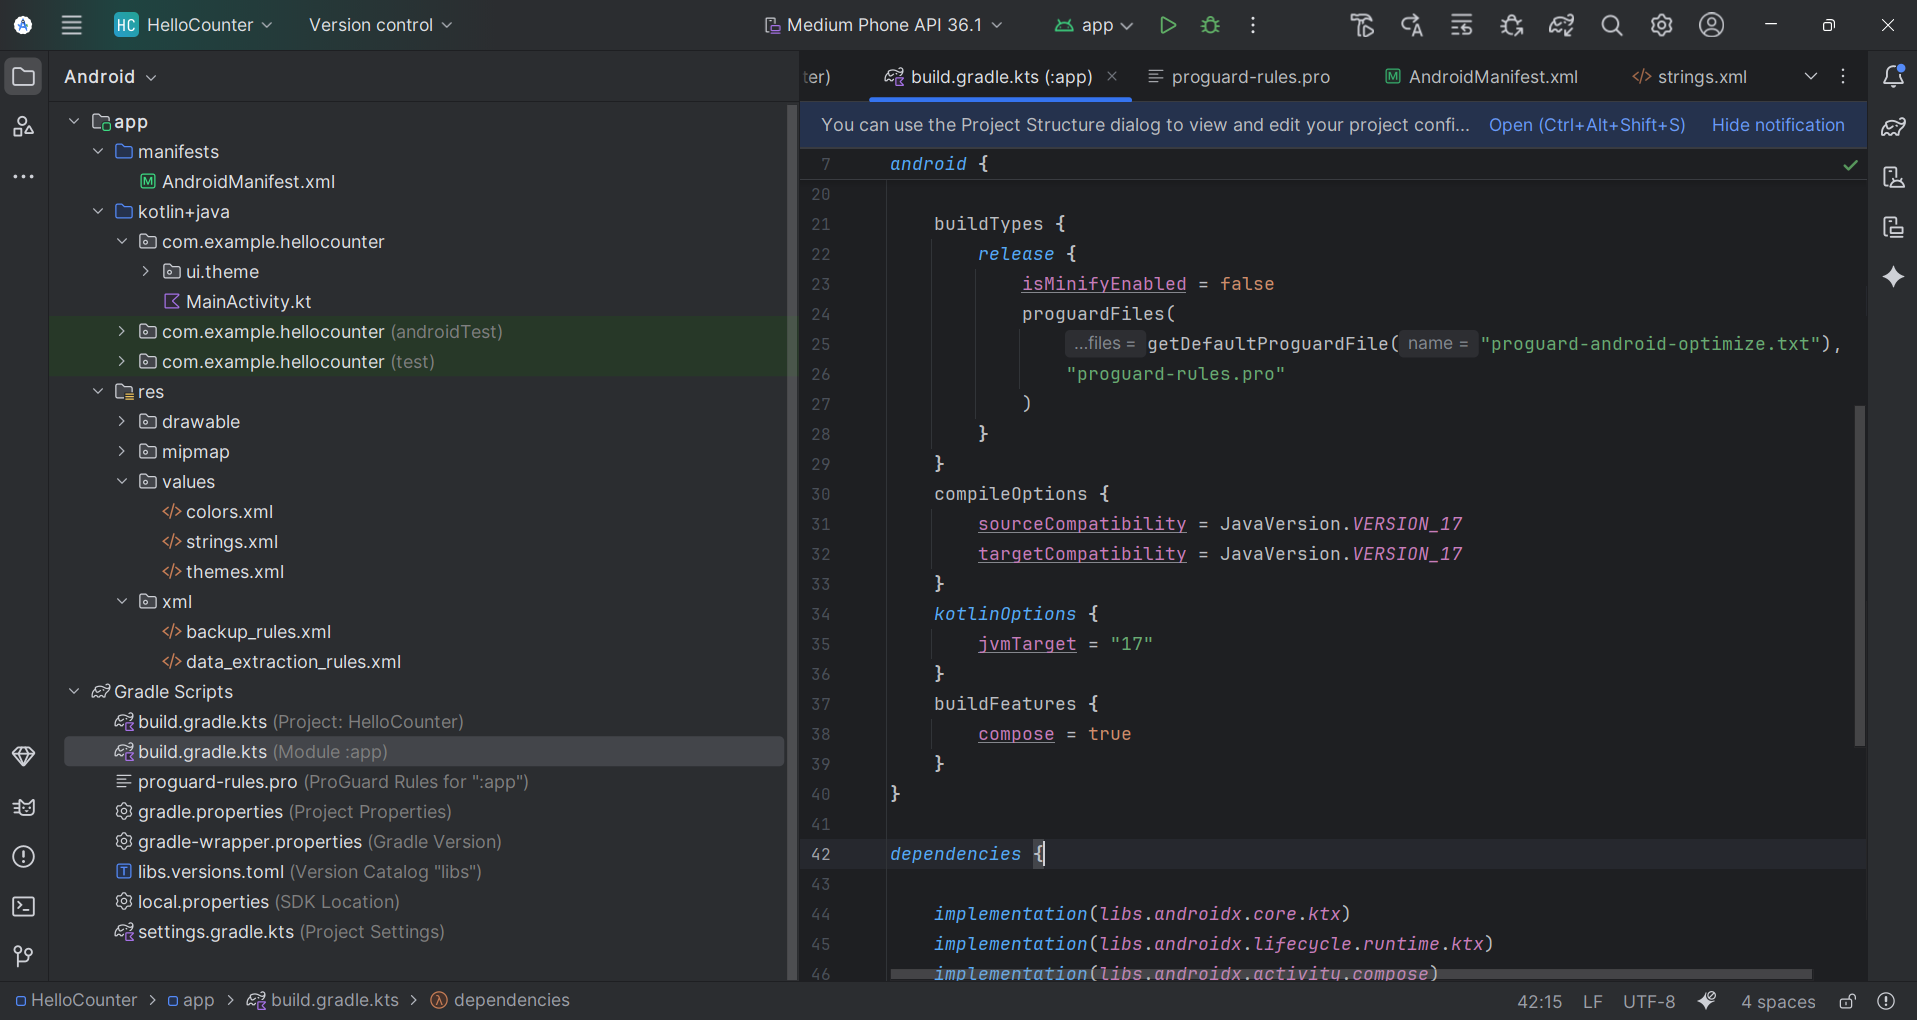 HC HelloCounter Version control Medium Phone API 36.1 app
Android
app
manifests
AndroidManifest.xml
kotlin+java
com.example.hellocounter
ui.theme
MainActivity.kt
com.example.hellocounter (androidTest)
com.example.hellocounter (test)
res
drawable
mipmap
values
colors.xml
strings.xml
themes.xml
xml
backup_rules.xml
data_extraction_rules.xml
Gradle Scripts
build.gradle.kts (Project: HelloCounter)
build.gradle.kts (Module :app)
proguard-rules.pro (ProGuard Rules for ":app")
gradle.properties (Project Properties)
gradle-wrapper.properties (Gradle Version)
libs.versions.toml (Version Catalog "libs")
local.properties (SDK Location)
settings.gradle.kts (Project Settings)
ter) build.gradle.kts (:app) proguard-rules.pro AndroidManifest.xml strings.xml
You can use the Project Structure dialog to view and edit your project confi... Open (Ctrl+Alt+Shift+S) Hide notification
7 android {
20
21 buildTypes {
22 release {
23 isMinifyEnabled = false
24 proguardFiles(
25 ...files = getDefaultProguardFile( name = "proguard-android-optimize.txt"),
26 "proguard-rules.pro"
27 )
28 }
29 }
30 compileOptions {
31 sourceCompatibility = JavaVersion.VERSION_17
32 targetCompatibility = JavaVersion.VERSION_17
33 }
34 kotlinOptions {
35 jvmTarget = "17"
36 }
37 buildFeatures {
38 compose = true
39 }
40 }
41
42 dependencies {
43
44 implementation(libs.androidx.core.ktx)
45 implementation(libs.androidx.lifecycle.runtime.ktx)
46 implementation(libs.androidx.activity.compose)
HelloCounter > app > build.gradle.kts > dependencies 42:15 LF UTF-8 4 spaces